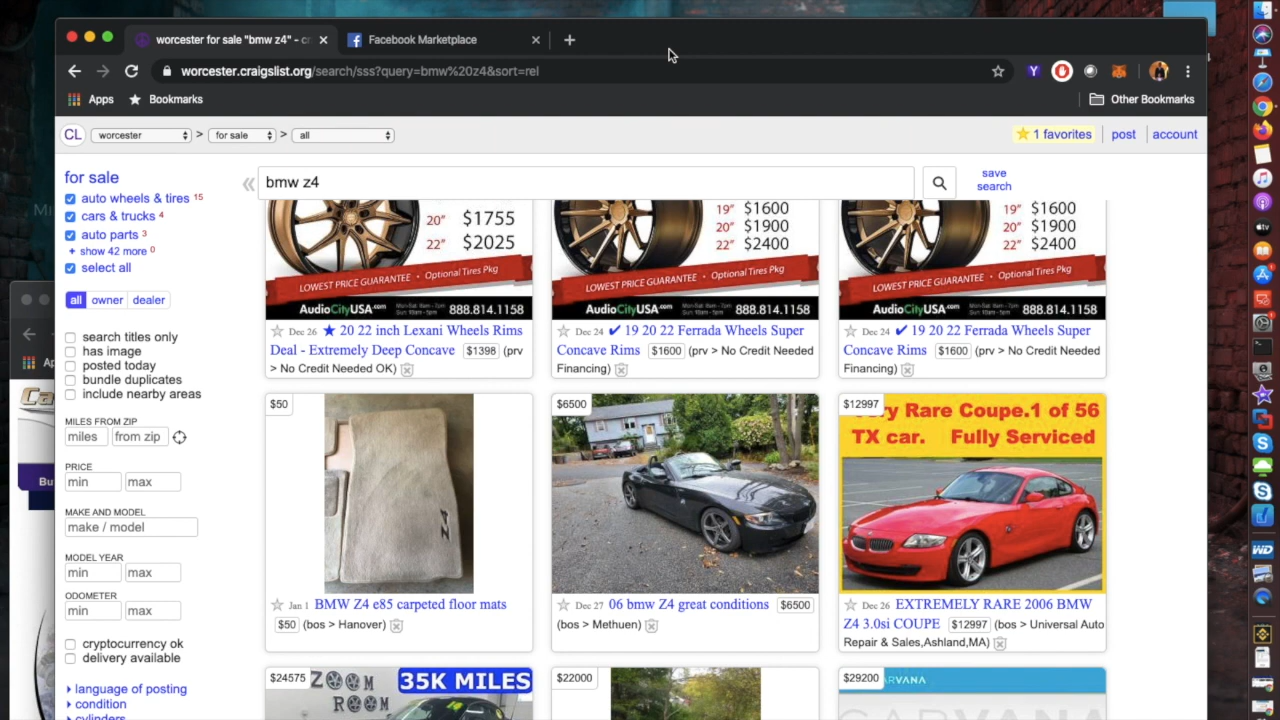 worcester for sale "bmw z4" - cr
Facebook Marketplace
worcester.craigslist.org/search/sss?query=bmw%20z4&sort=rel
Apps
Bookmarks
Other Bookmarks
CL
worcester
>
for sale
>
all
1 favorites
post
account
for sale
auto wheels & tires 15
cars & trucks 4
auto parts 3
+ show 42 more 0
select all
all
owner
dealer
search titles only
has image
posted today
bundle duplicates
include nearby areas
MILES FROM ZIP
miles
from zip
PRICE
min
max
MAKE AND MODEL
make / model
MODEL YEAR
min
max
ODOMETER
min
max
cryptocurrency ok
delivery available
language of posting
condition
cylinders
bmw z4
save
search
20" $1755
22" $2025
LOWEST PRICE GUARANTEE • Optional Tires Pkg
AudioCityUSA.com
888.814.1158
Dec 26 ★ 20 22 inch Lexani Wheels Rims
Deal - Extremely Deep Concave $1398 (prv
> No Credit Needed OK)
19" $1600
20" $1900
22" $2400
LOWEST PRICE GUARANTEE • Optional Tires Pkg
AudioCityUSA.com
888.814.1158
Dec 24 ✔ 19 20 22 Ferrada Wheels Super
Concave Rims $1600 (prv > No Credit Needed
Financing)
19" $1600
20" $1900
22" $2400
LOWEST PRICE GUARANTEE • Optional Tires Pkg
AudioCityUSA.com
888.814.1158
Dec 24 ✔ 19 20 22 Ferrada Wheels Super
Concave Rims $1600 (prv > No Credit Needed
Financing)
$50
Z4
Jan 1 BMW Z4 e85 carpeted floor mats
$50 (bos > Hanover)
$6500
Dec 27 06 bmw Z4 great conditions $6500
(bos > Methuen)
$12997
Very Rare Coupe.1 of 56
TX car. Fully Serviced
Dec 26 EXTREMELY RARE 2006 BMW
Z4 3.0si COUPE $12997 (bos > Universal Auto
Repair & Sales,Ashland,MA)
$24575
ZOOM
ROOM
35K MILES
$22000
$29200
CARVANA
Ap
Bu
WD